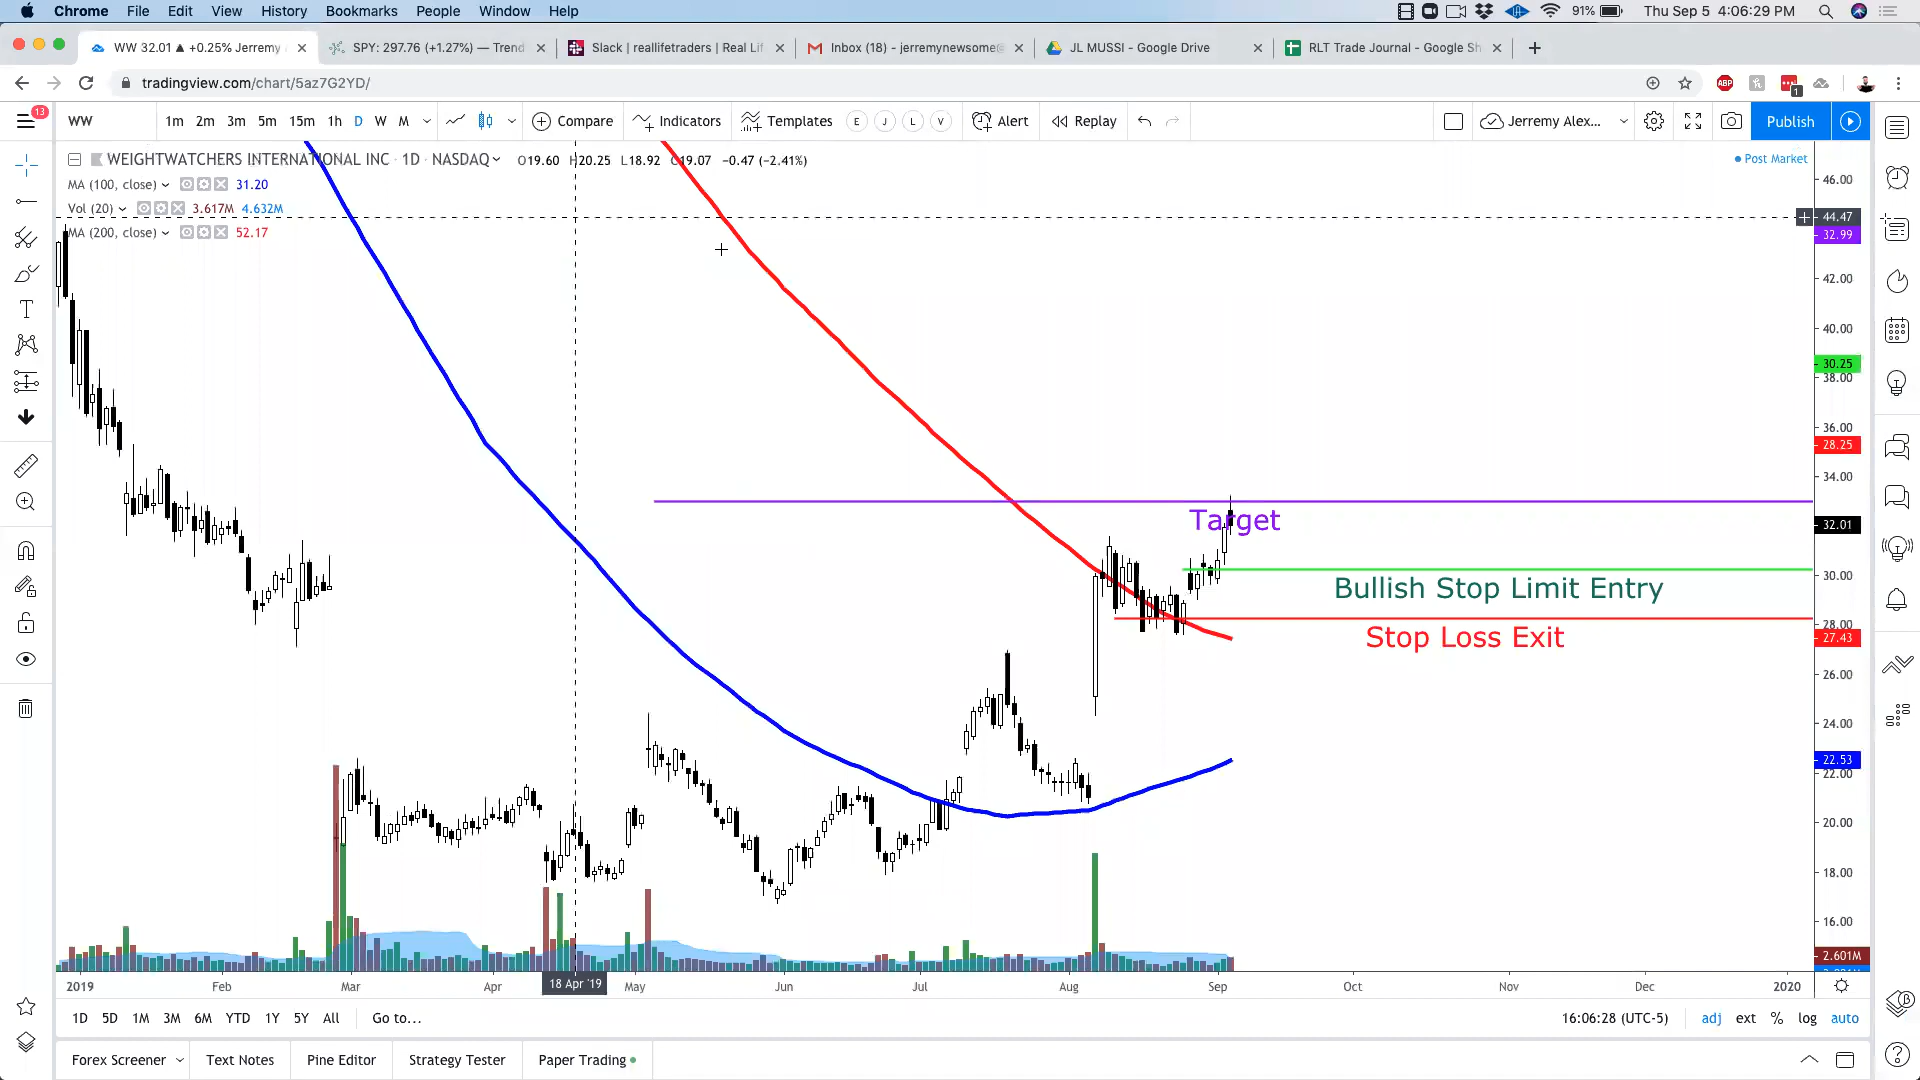 Chrome File Edit View History Bookmarks People Window Help 91% Thu Sep 5 4:06:29 PM
WW 32.01 ▲ +0.25% Jerremy SPY: 297.76 (+1.27%) — Trend Slack | reallifetraders | Real Lif Inbox (18) - jerremynewsome@ JL MUSSI - Google Drive RLT Trade Journal - Google Sh
tradingview.com/chart/5az7G2YD/ ABP 1
13 WW 1m 2m 3m 5m 15m 1h D W M Compare Indicators Templates E J L V Alert Replay Jerremy Alex... Publish
WEIGHTWATCHERS INTERNATIONAL INC · 1D · NASDAQ O19.60 H20.25 L18.92 C19.07 −0.47 (−2.41%) Post Market
MA (100, close) 31.20
Vol (20) 3.617M 4.632M
MA (200, close) 52.17
46.00
44.47
32.99
42.00
40.00
30.25
38.00
36.00
28.25
34.00
Target
32.01
30.00
Bullish Stop Limit Entry
28.00
Stop Loss Exit
27.43
26.00
24.00
22.53
22.00
20.00
18.00
16.00
2.601M
2019 Feb Mar Apr 18 Apr '19 May Jun Jul Aug Sep Oct Nov Dec 2020
1D 5D 1M 3M 6M YTD 1Y 5Y All Go to... 16:06:28 (UTC-5) adj ext % log auto
Forex Screener Text Notes Pine Editor Strategy Tester Paper Trading